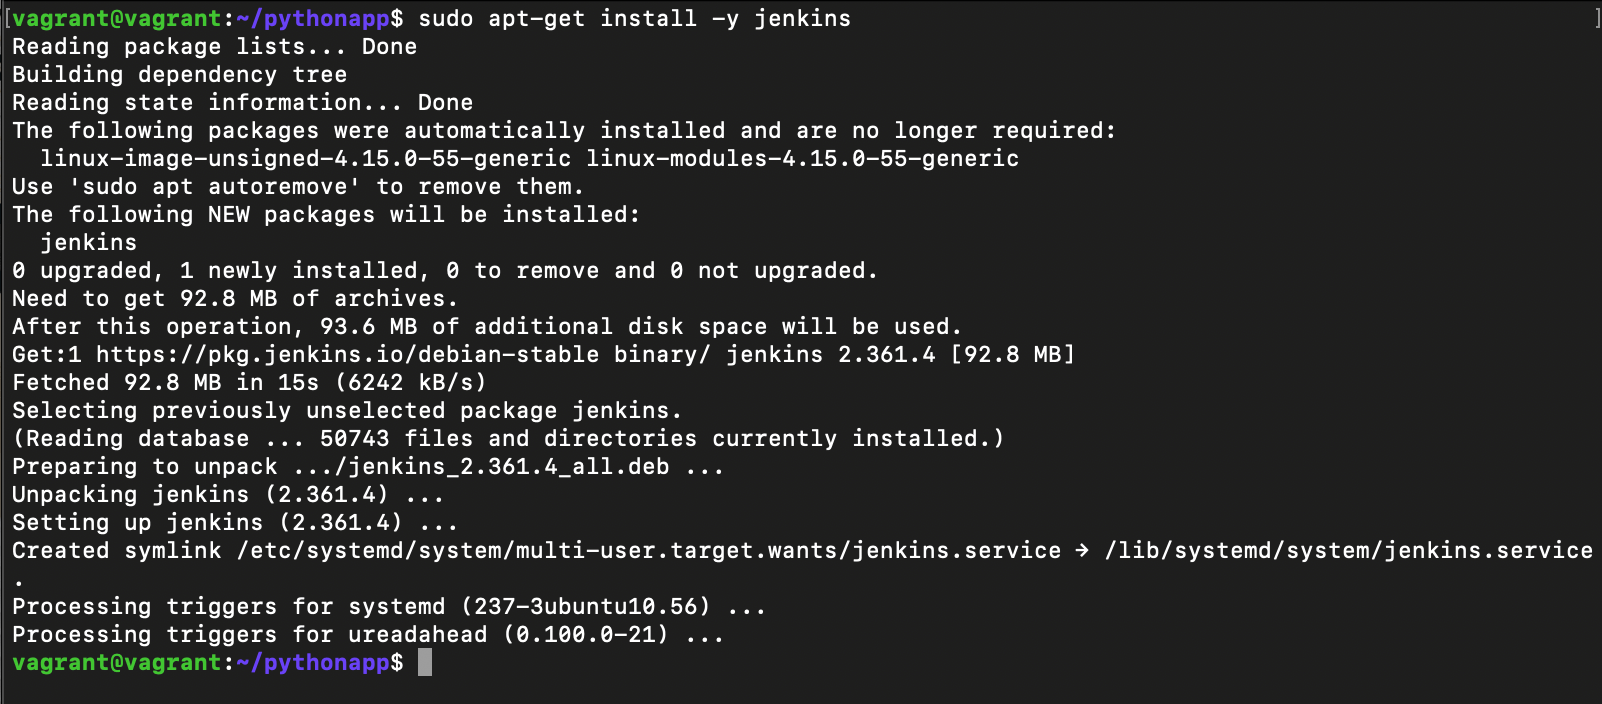 [vagrant@vagrant:~/pythonapp$ sudo apt-get install -y jenkins ]
Reading package lists... Done
Building dependency tree
Reading state information... Done
The following packages were automatically installed and are no longer required:
  linux-image-unsigned-4.15.0-55-generic linux-modules-4.15.0-55-generic
Use 'sudo apt autoremove' to remove them.
The following NEW packages will be installed:
  jenkins
0 upgraded, 1 newly installed, 0 to remove and 0 not upgraded.
Need to get 92.8 MB of archives.
After this operation, 93.6 MB of additional disk space will be used.
Get:1 https://pkg.jenkins.io/debian-stable binary/ jenkins 2.361.4 [92.8 MB]
Fetched 92.8 MB in 15s (6242 kB/s)
Selecting previously unselected package jenkins.
(Reading database ... 50743 files and directories currently installed.)
Preparing to unpack .../jenkins_2.361.4_all.deb ...
Unpacking jenkins (2.361.4) ...
Setting up jenkins (2.361.4) ...
Created symlink /etc/systemd/system/multi-user.target.wants/jenkins.service → /lib/systemd/system/jenkins.service
.
Processing triggers for systemd (237-3ubuntu10.56) ...
Processing triggers for ureadahead (0.100.0-21) ...
vagrant@vagrant:~/pythonapp$